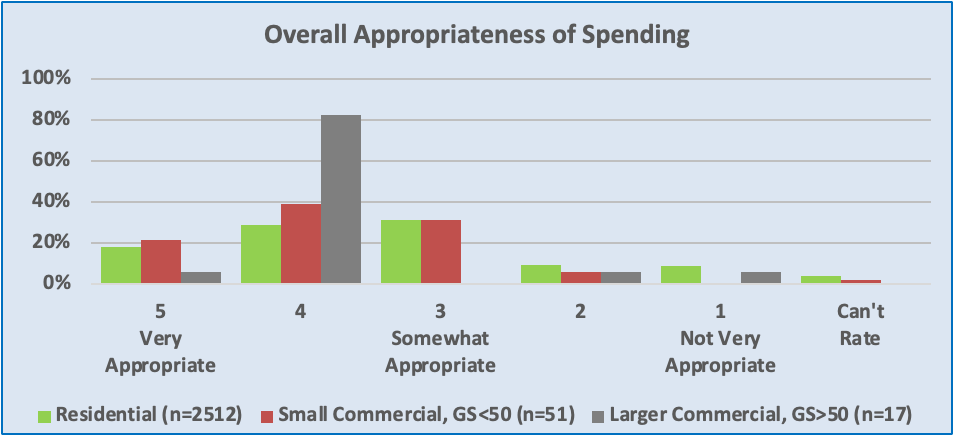 Overall Appropriateness of Spending
100%
80%
60%
40%
20%
0%
5 4 3 2 1 Can't
Very Somewhat Not Very Rate
Appropriate Appropriate Appropriate
Residential (n=2512) Small Commercial, GS<50 (n=51) Larger Commercial, GS>50 (n=17)